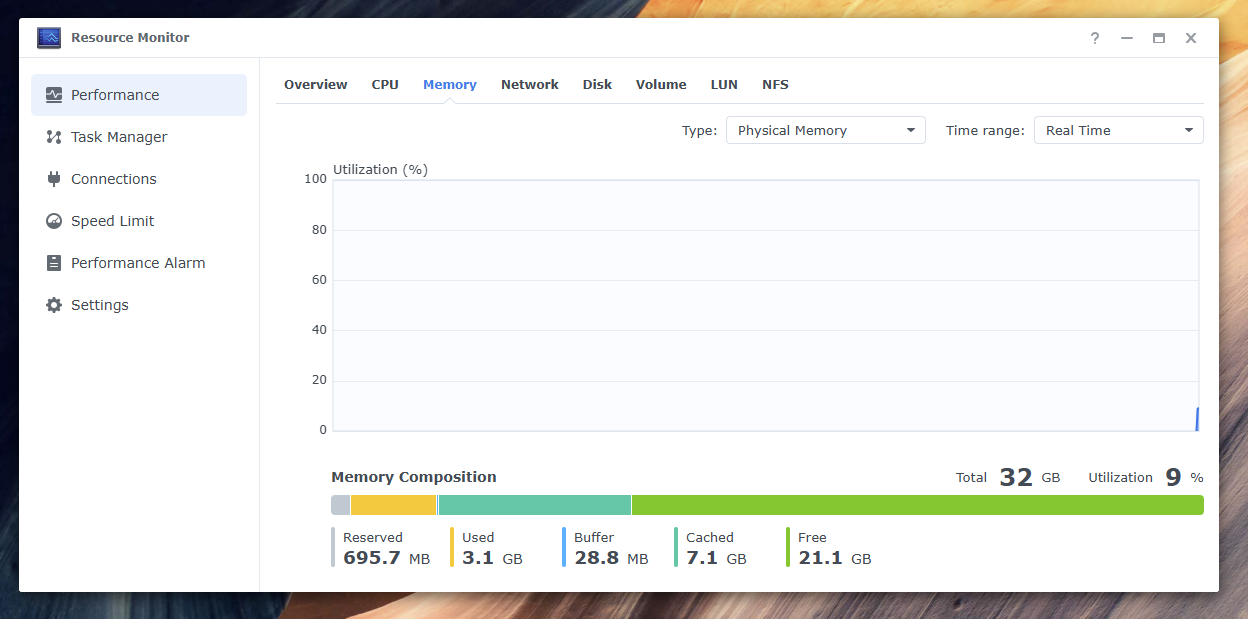 Resource Monitor
?
Performance
Task Manager
Connections
Speed Limit
Performance Alarm
Settings
Overview CPU Memory Network Disk Volume LUN NFS
Type: Physical Memory Time range: Real Time
Utilization (%)
100
80
60
40
20
0
Memory Composition Total 32 GB Utilization 9 %
Reserved Used Buffer Cached Free
695.7 MB 3.1 GB 28.8 MB 7.1 GB 21.1 GB